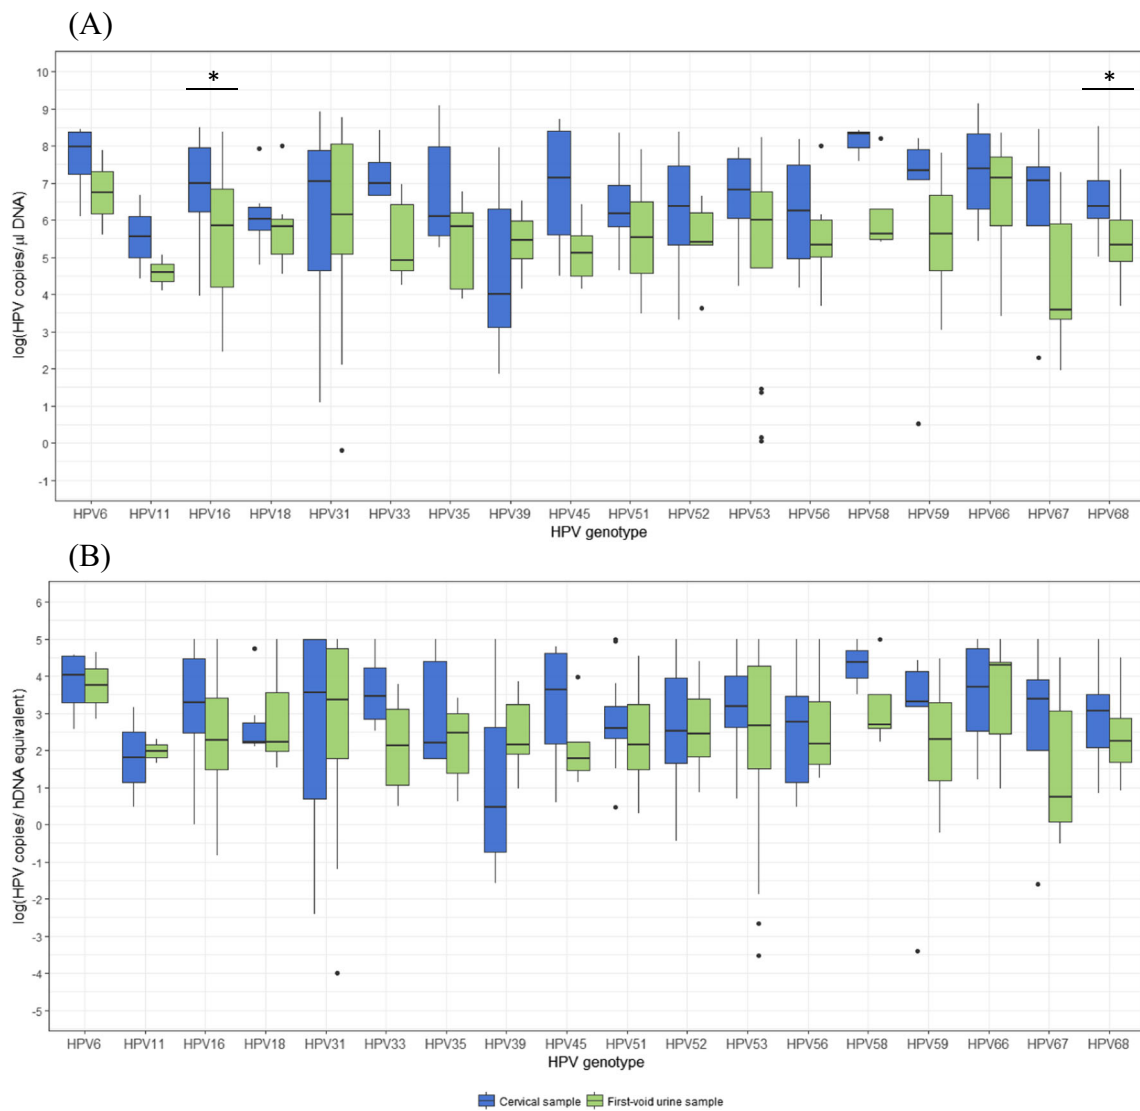 (A)
* *
10
9
8
7
6
5
4
3
2
1
0
-1
log(HPV copies/ µl DNA)
HPV6 HPV11 HPV16 HPV18 HPV31 HPV33 HPV35 HPV39 HPV45 HPV51 HPV52 HPV53 HPV56 HPV58 HPV59 HPV66 HPV67 HPV68
HPV genotype
(B)
6
5
4
3
2
1
0
-1
-2
-3
-4
-5
log(HPV copies/ hDNA equivalent)
HPV6 HPV11 HPV16 HPV18 HPV31 HPV33 HPV35 HPV39 HPV45 HPV51 HPV52 HPV53 HPV56 HPV58 HPV59 HPV66 HPV67 HPV68
HPV genotype
Cervical sample First-void urine sample